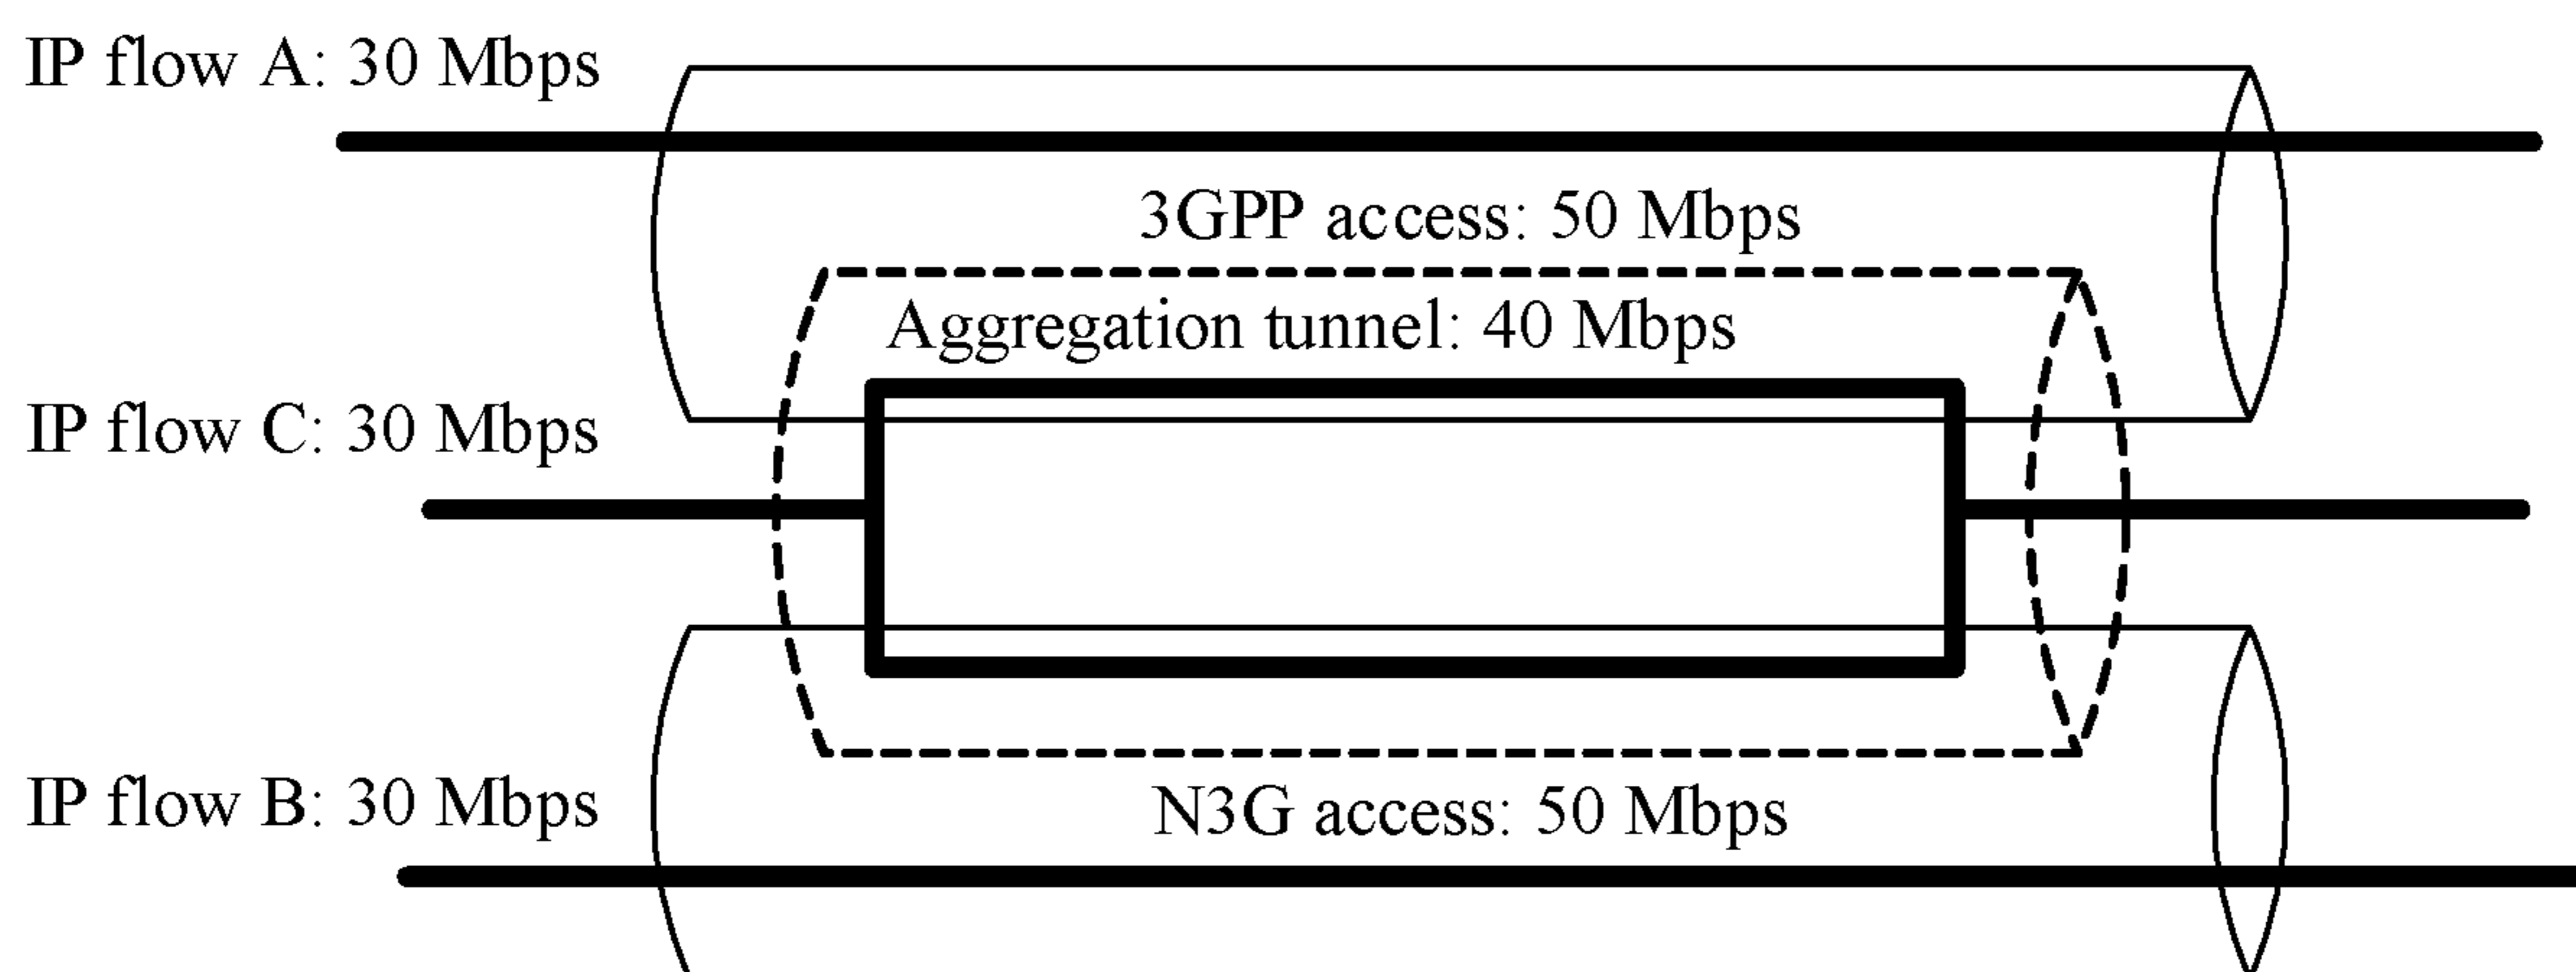 IP flow A: 30 Mbps
3GPP access: 50 Mbps
Aggregation tunnel: 40 Mbps
IP flow C: 30 Mbps
IP flow B: 30 Mbps
N3G access: 50 Mbps